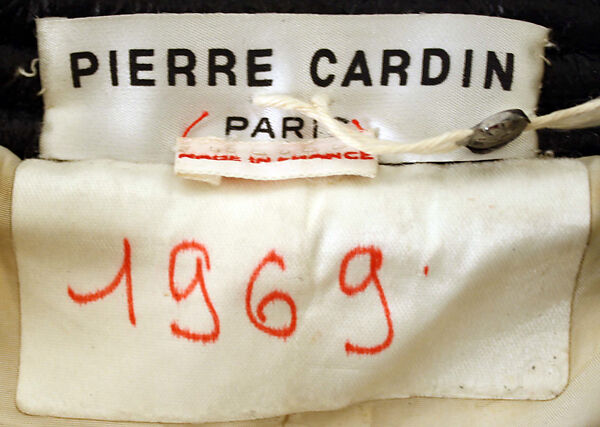 PIERRE CARDIN
PARIS
MADE IN FRANCE
1969